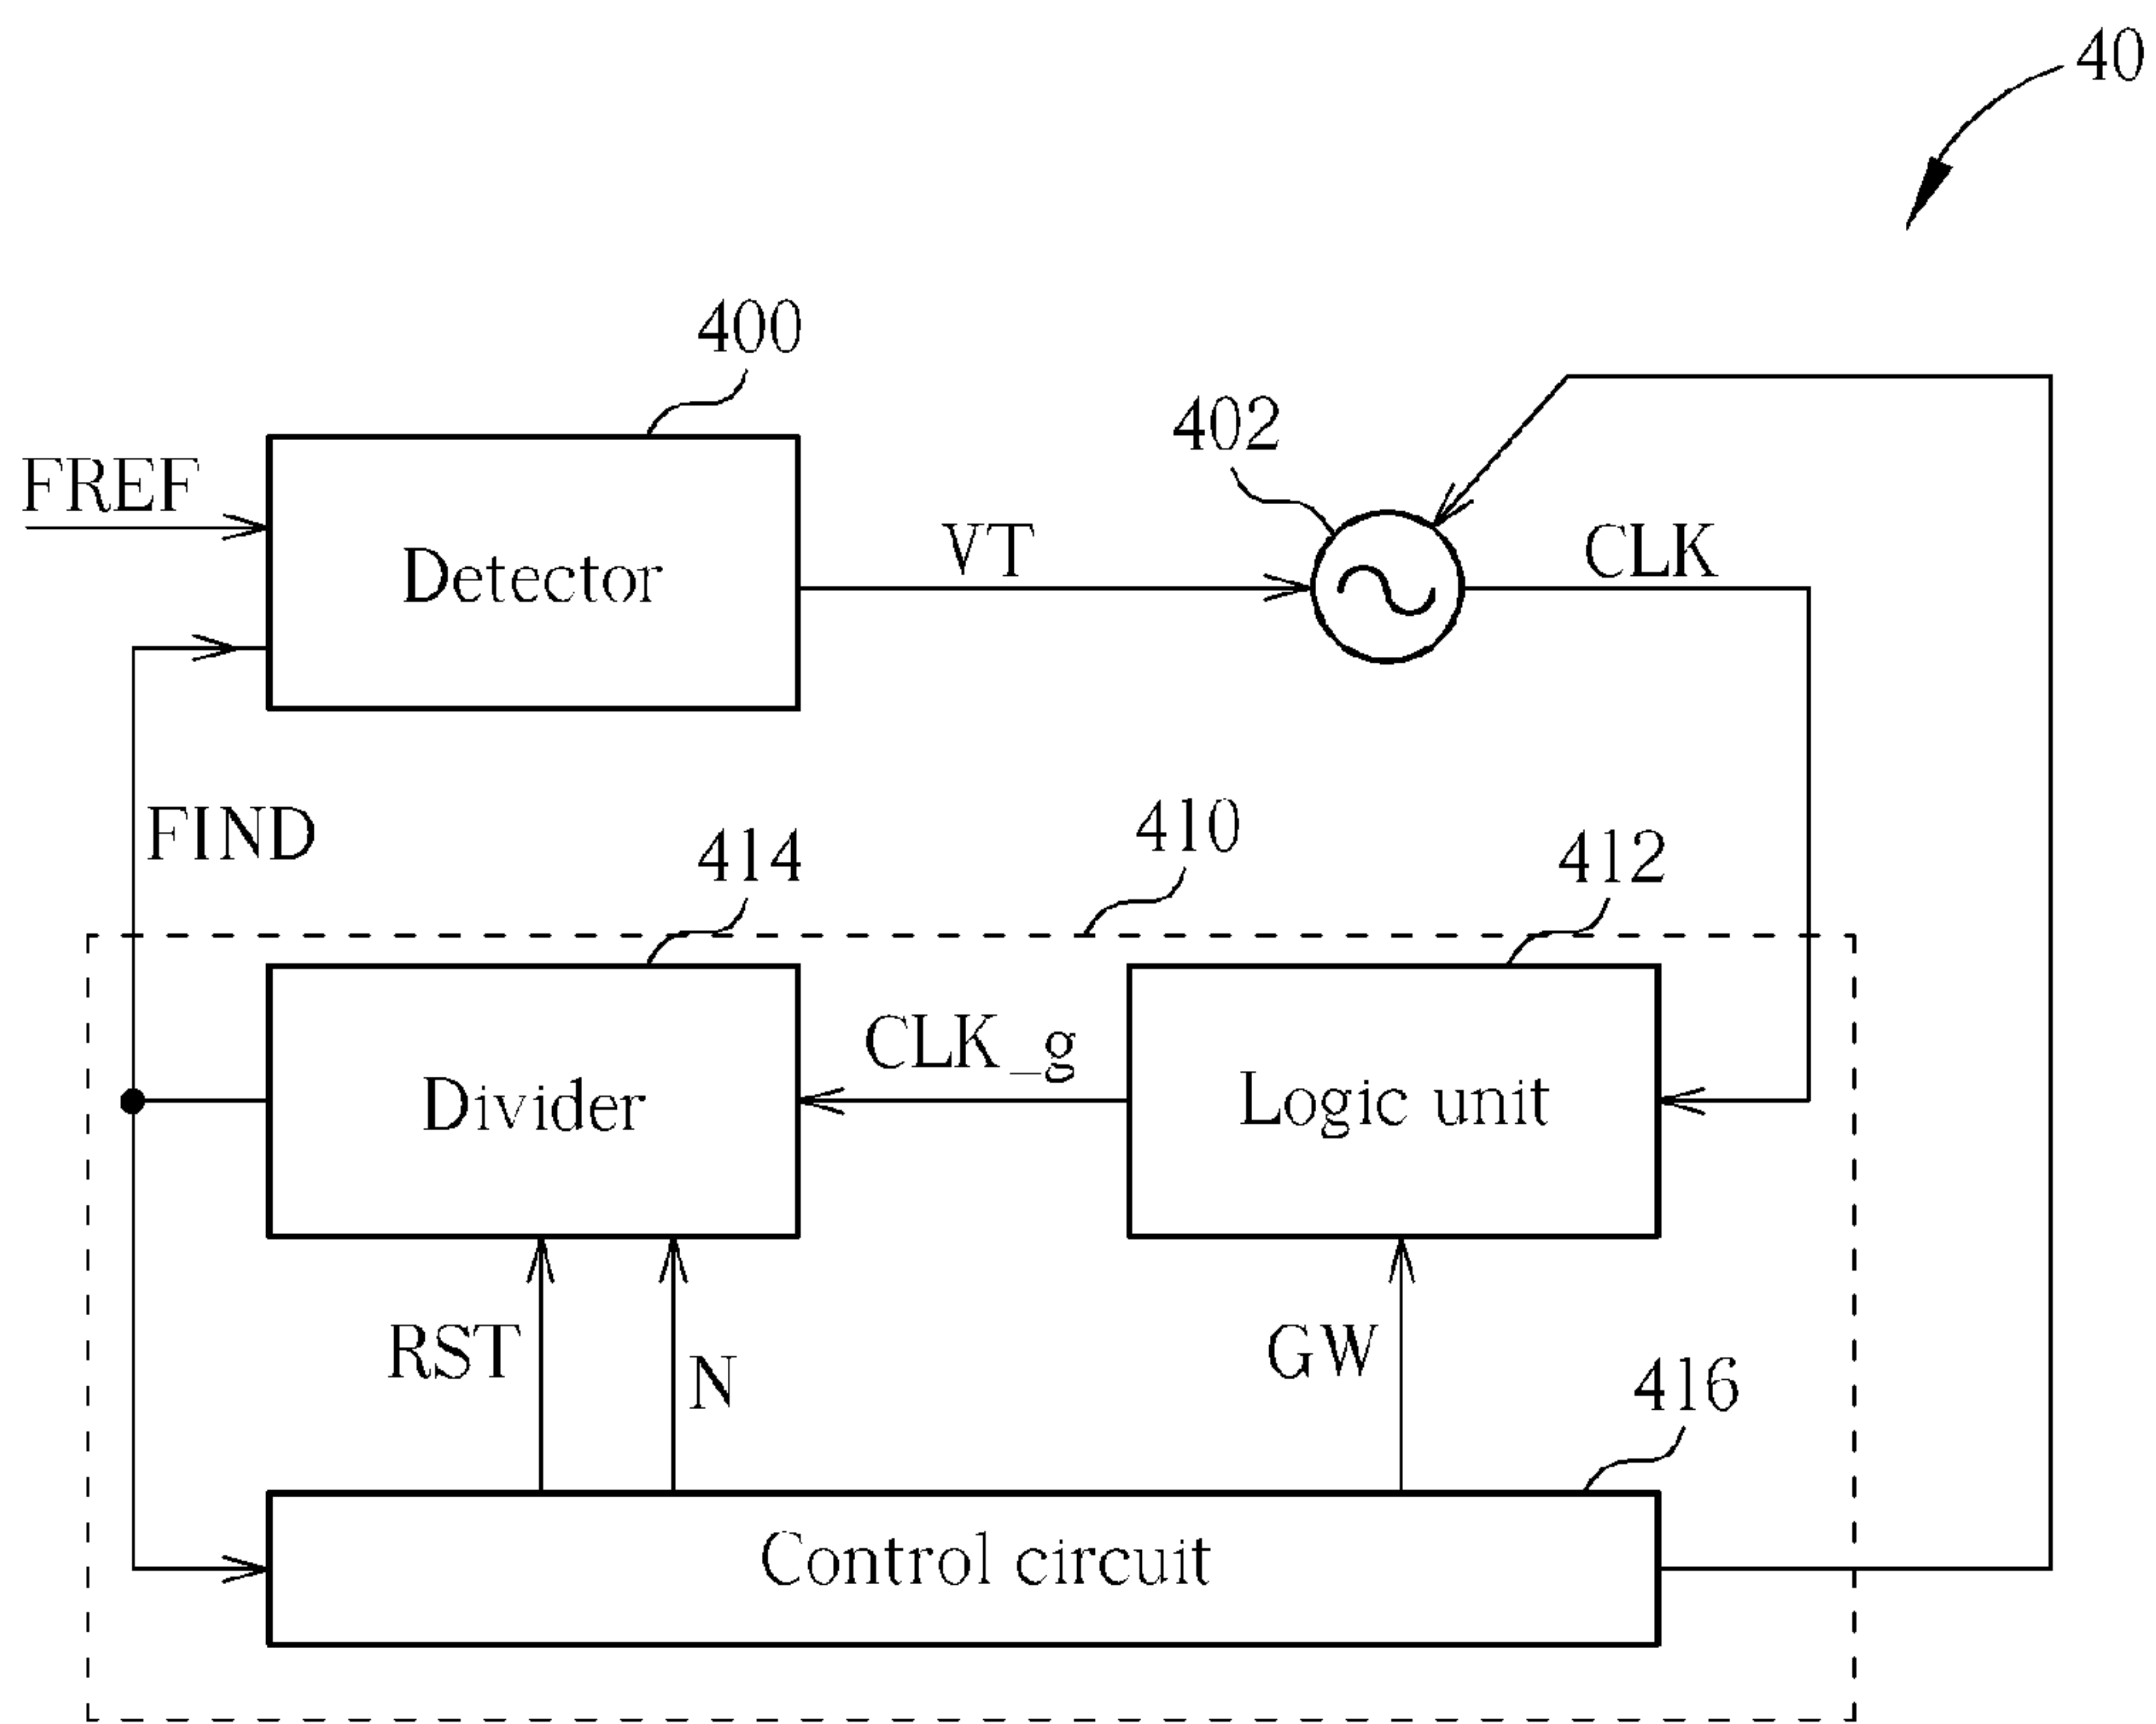 40
400
402
FREF
Detector
VT
CLK
FIND
414
410
412
Divider
CLK_g
Logic unit
RST
N
GW
416
Control circuit